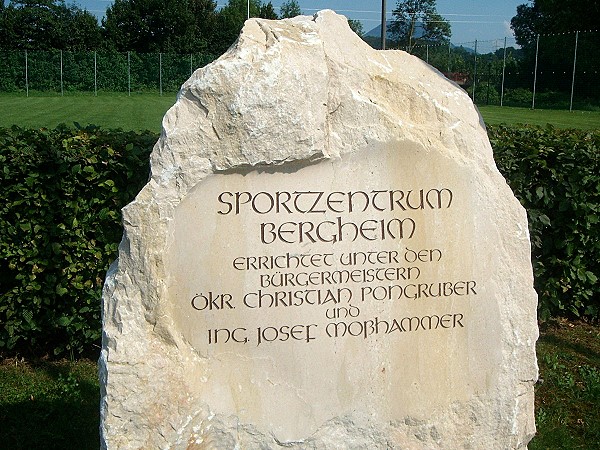 SPORTZENTRUM
BERGHEIM
ERRICHTET UNTER DEN
BÜRGERMEISTERN
ÖKR. CHRISTIAN PONGRUBER
UND
ING. JOSEF MOßHAMMER